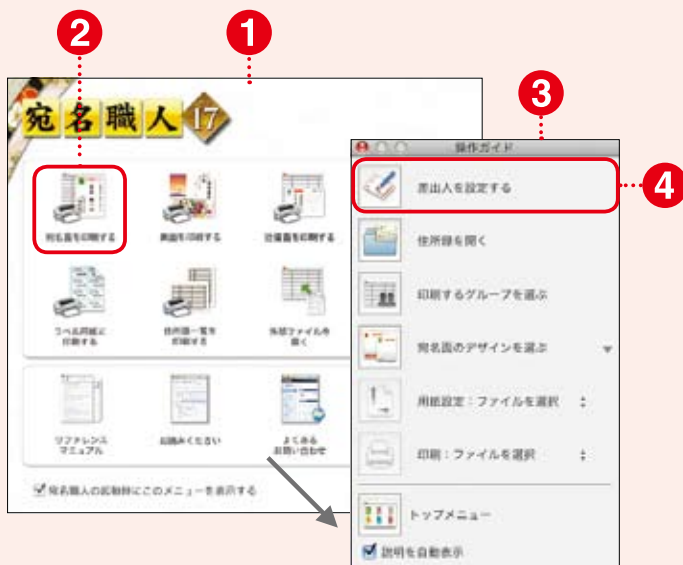 2
1
3
4
宛名職人 17
宛名面を印刷する
裏面を印刷する
往信面を印刷する
ラベル用紙に
印刷する
住所録一覧を
印刷する
外部ファイルを
開く
リファレンス
マニュアル
お読みください
よくある
お問い合わせ
宛名職人の起動時にこのメニューを表示する
操作ガイド
差出人を設定する
住所録を開く
印刷するグループを選ぶ
宛名面のデザインを選ぶ
用紙設定：ファイルを選択
印刷：ファイルを選択
トップメニュー
説明を自動表示